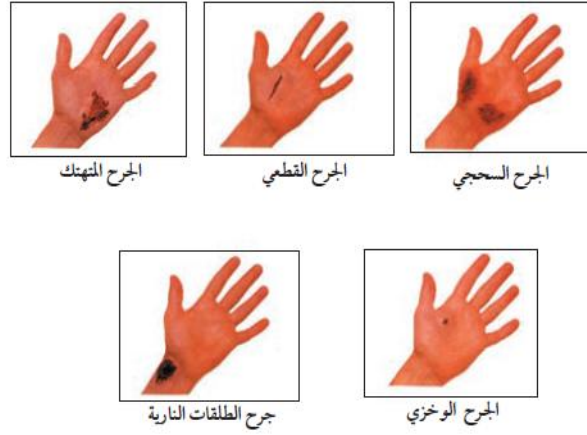 الجرح السحجي
الجرح القطعي
الجرح المتهتك
الجرح الوخزي
جرح الطلقات النارية